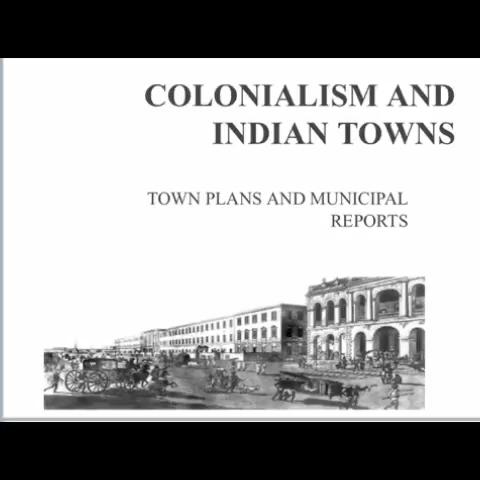 COLONIALISM AND
INDIAN TOWNS
TOWN PLANS AND MUNICIPAL
REPORTS